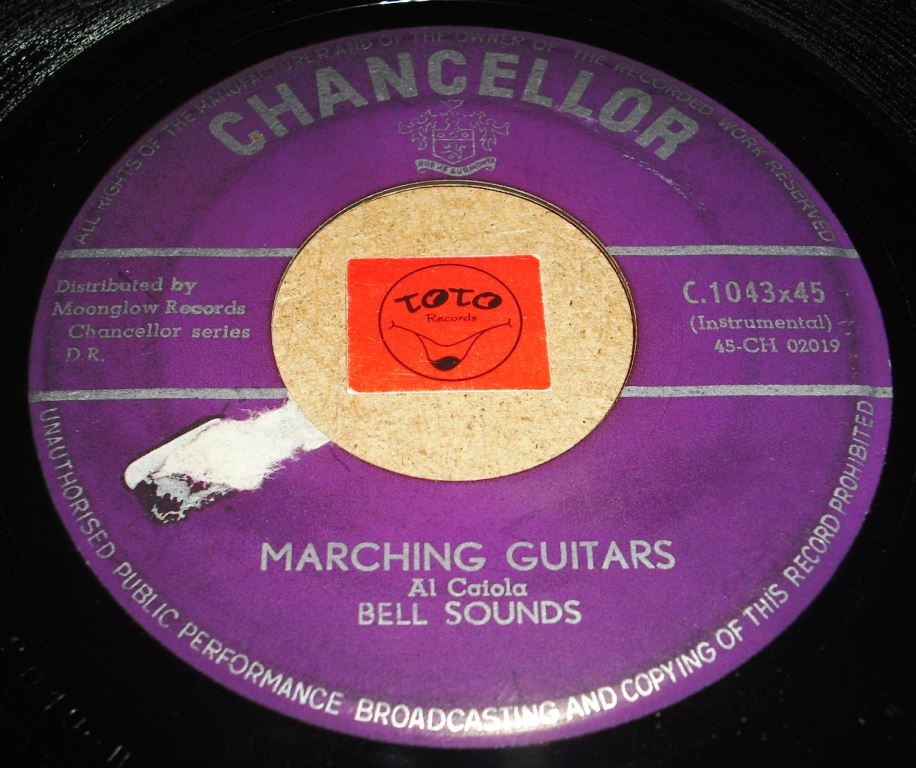 ALL RIGHTS OF THE MANUFACTURER AND OF THE OWNER OF THE RECORDED WORK RESERVED
CHANCELLOR
Distributed by
Moonglow Records
Chancellor series
D.R.
TOTO
Records
C.1043x45
(Instrumental)
45-CH 02019
MARCHING GUITARS
Al Caiola
BELL SOUNDS
UNAUTHORISED PUBLIC PERFORMANCE BROADCASTING AND COPYING OF THIS RECORD PROHIBITED